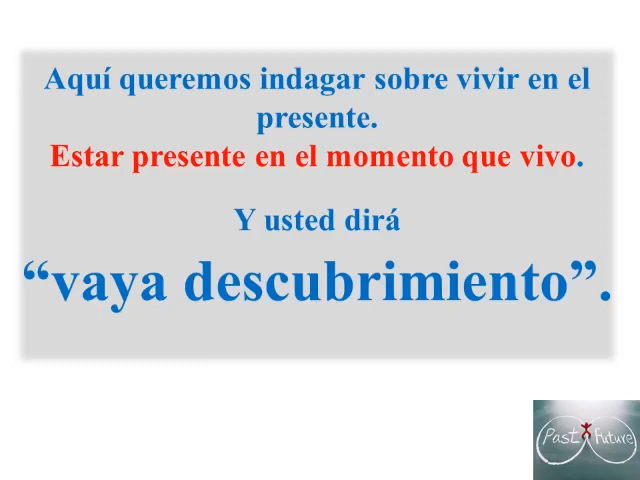 Aquí queremos indagar sobre vivir en el
presente.
Estar presente en el momento que vivo.
Y usted dirá
“vaya descubrimiento”.
Past Future